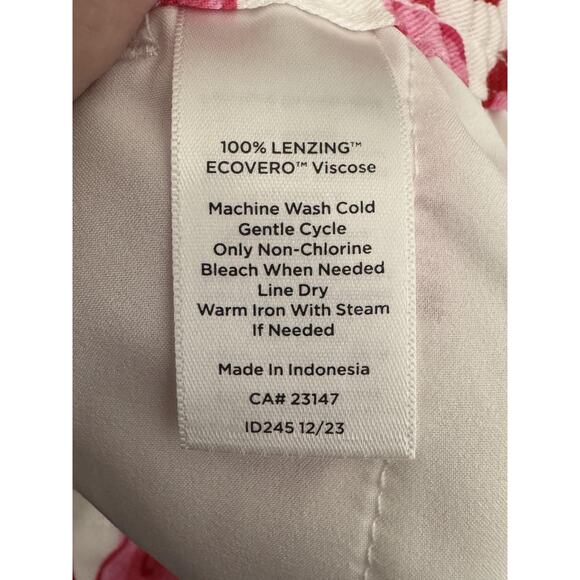 100% LENZING™
ECOVERO™ Viscose
Machine Wash Cold
Gentle Cycle
Only Non-Chlorine
Bleach When Needed
Line Dry
Warm Iron With Steam
If Needed
Made In Indonesia
CA# 23147
ID245 12/23